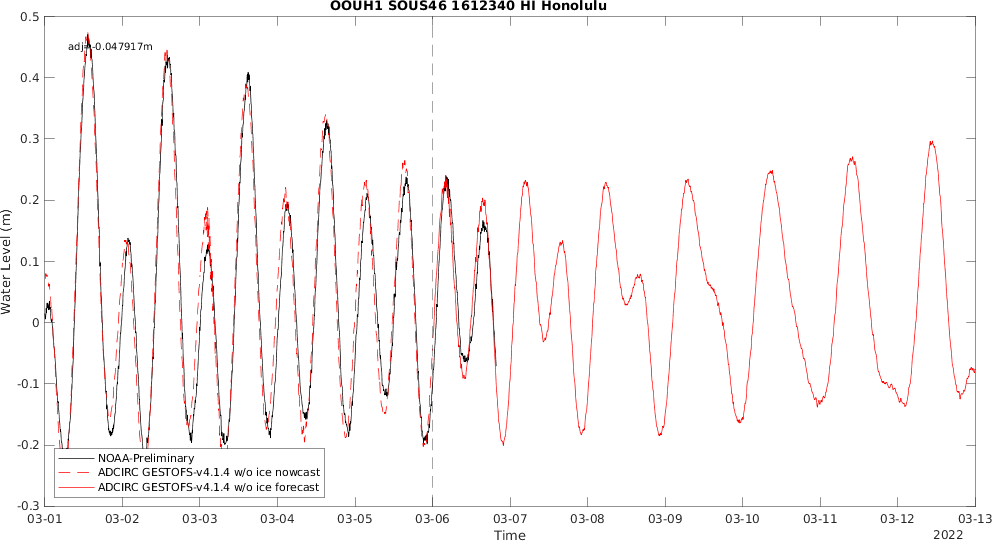 OOUH1 SOUS46 1612340 HI Honolulu
adj=-0.047917m
Water Level (m)
0.5
0.4
0.3
0.2
0.1
0
-0.1
-0.2
-0.3
NOAA-Preliminary
ADCIRC GESTOFS-v4.1.4 w/o ice nowcast
ADCIRC GESTOFS-v4.1.4 w/o ice forecast
03-01 03-02 03-03 03-04 03-05 03-06 03-07 03-08 03-09 03-10 03-11 03-12 03-13
Time
2022